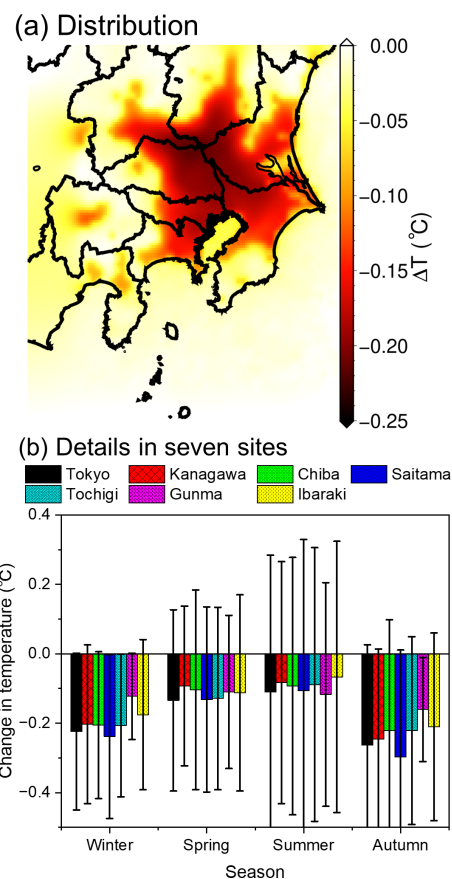 (a) Distribution
0.00
−0.05
−0.10
−0.15
−0.20
−0.25
ΔT (°C)
(b) Details in seven sites
Tokyo Kanagawa Chiba Saitama
Tochigi Gunma Ibaraki
0.4
0.2
0.0
−0.2
−0.4
Change in temperature (°C)
Winter Spring Summer Autumn
Season